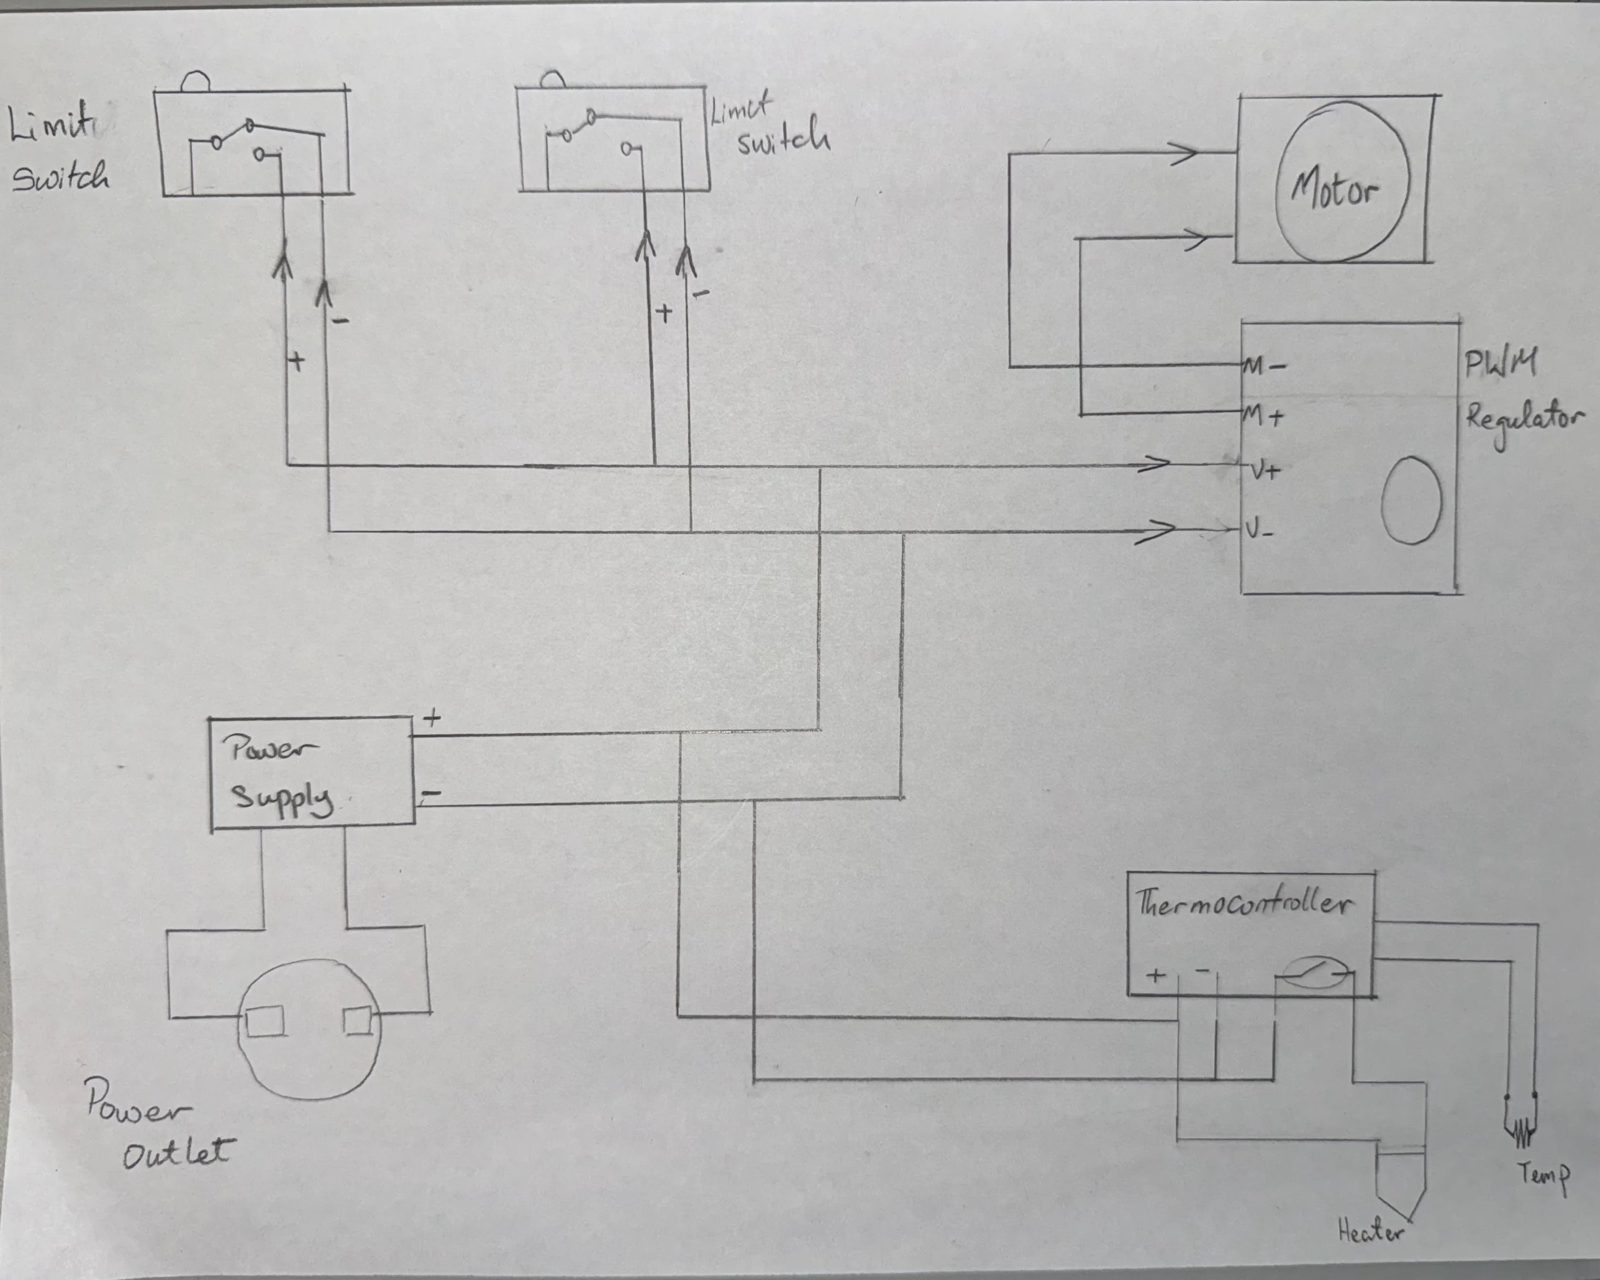 Limit
Switch
Limit
Switch
Motor
+
-
+
-
M-
M+
V+
V-
PWM
Regulator
Power
Supply
+
-
Thermocontroller
+ -
Power
Outlet
Temp
Heater